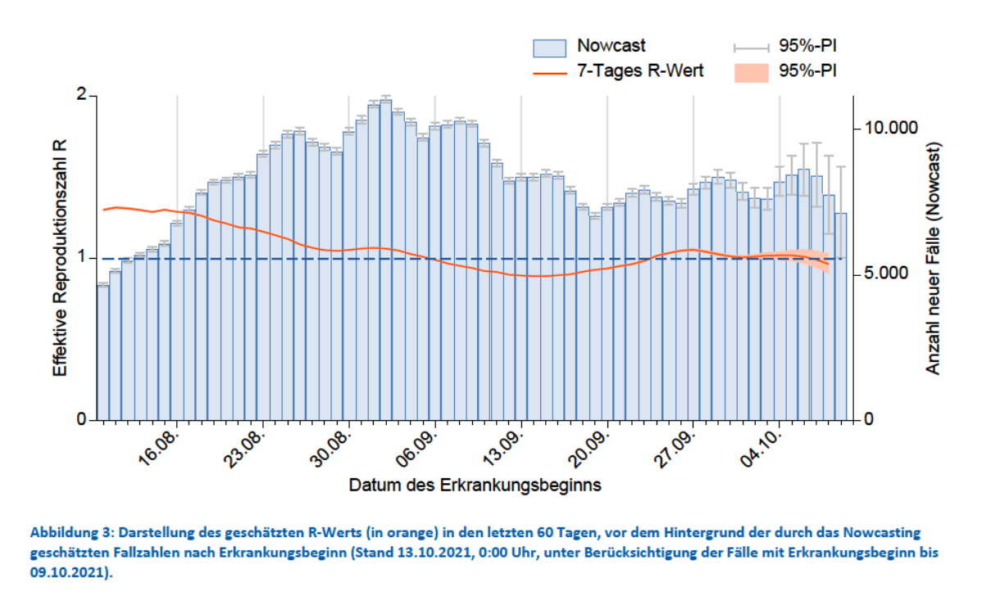 Nowcast
95%-PI
7-Tages R-Wert
95%-PI
2
1
0
Effektive Reproduktionszahl R
10.000
5.000
0
Anzahl neuer Fälle (Nowcast)
16.08.
23.08.
30.08.
06.09.
13.09.
20.09.
27.09.
04.10.
Datum des Erkrankungsbeginns
Abbildung 3: Darstellung des geschätzten R-Werts (in orange) in den letzten 60 Tagen, vor dem Hintergrund der durch das Nowcasting
geschätzten Fallzahlen nach Erkrankungsbeginn (Stand 13.10.2021, 0:00 Uhr, unter Berücksichtigung der Fälle mit Erkrankungsbeginn bis
09.10.2021).